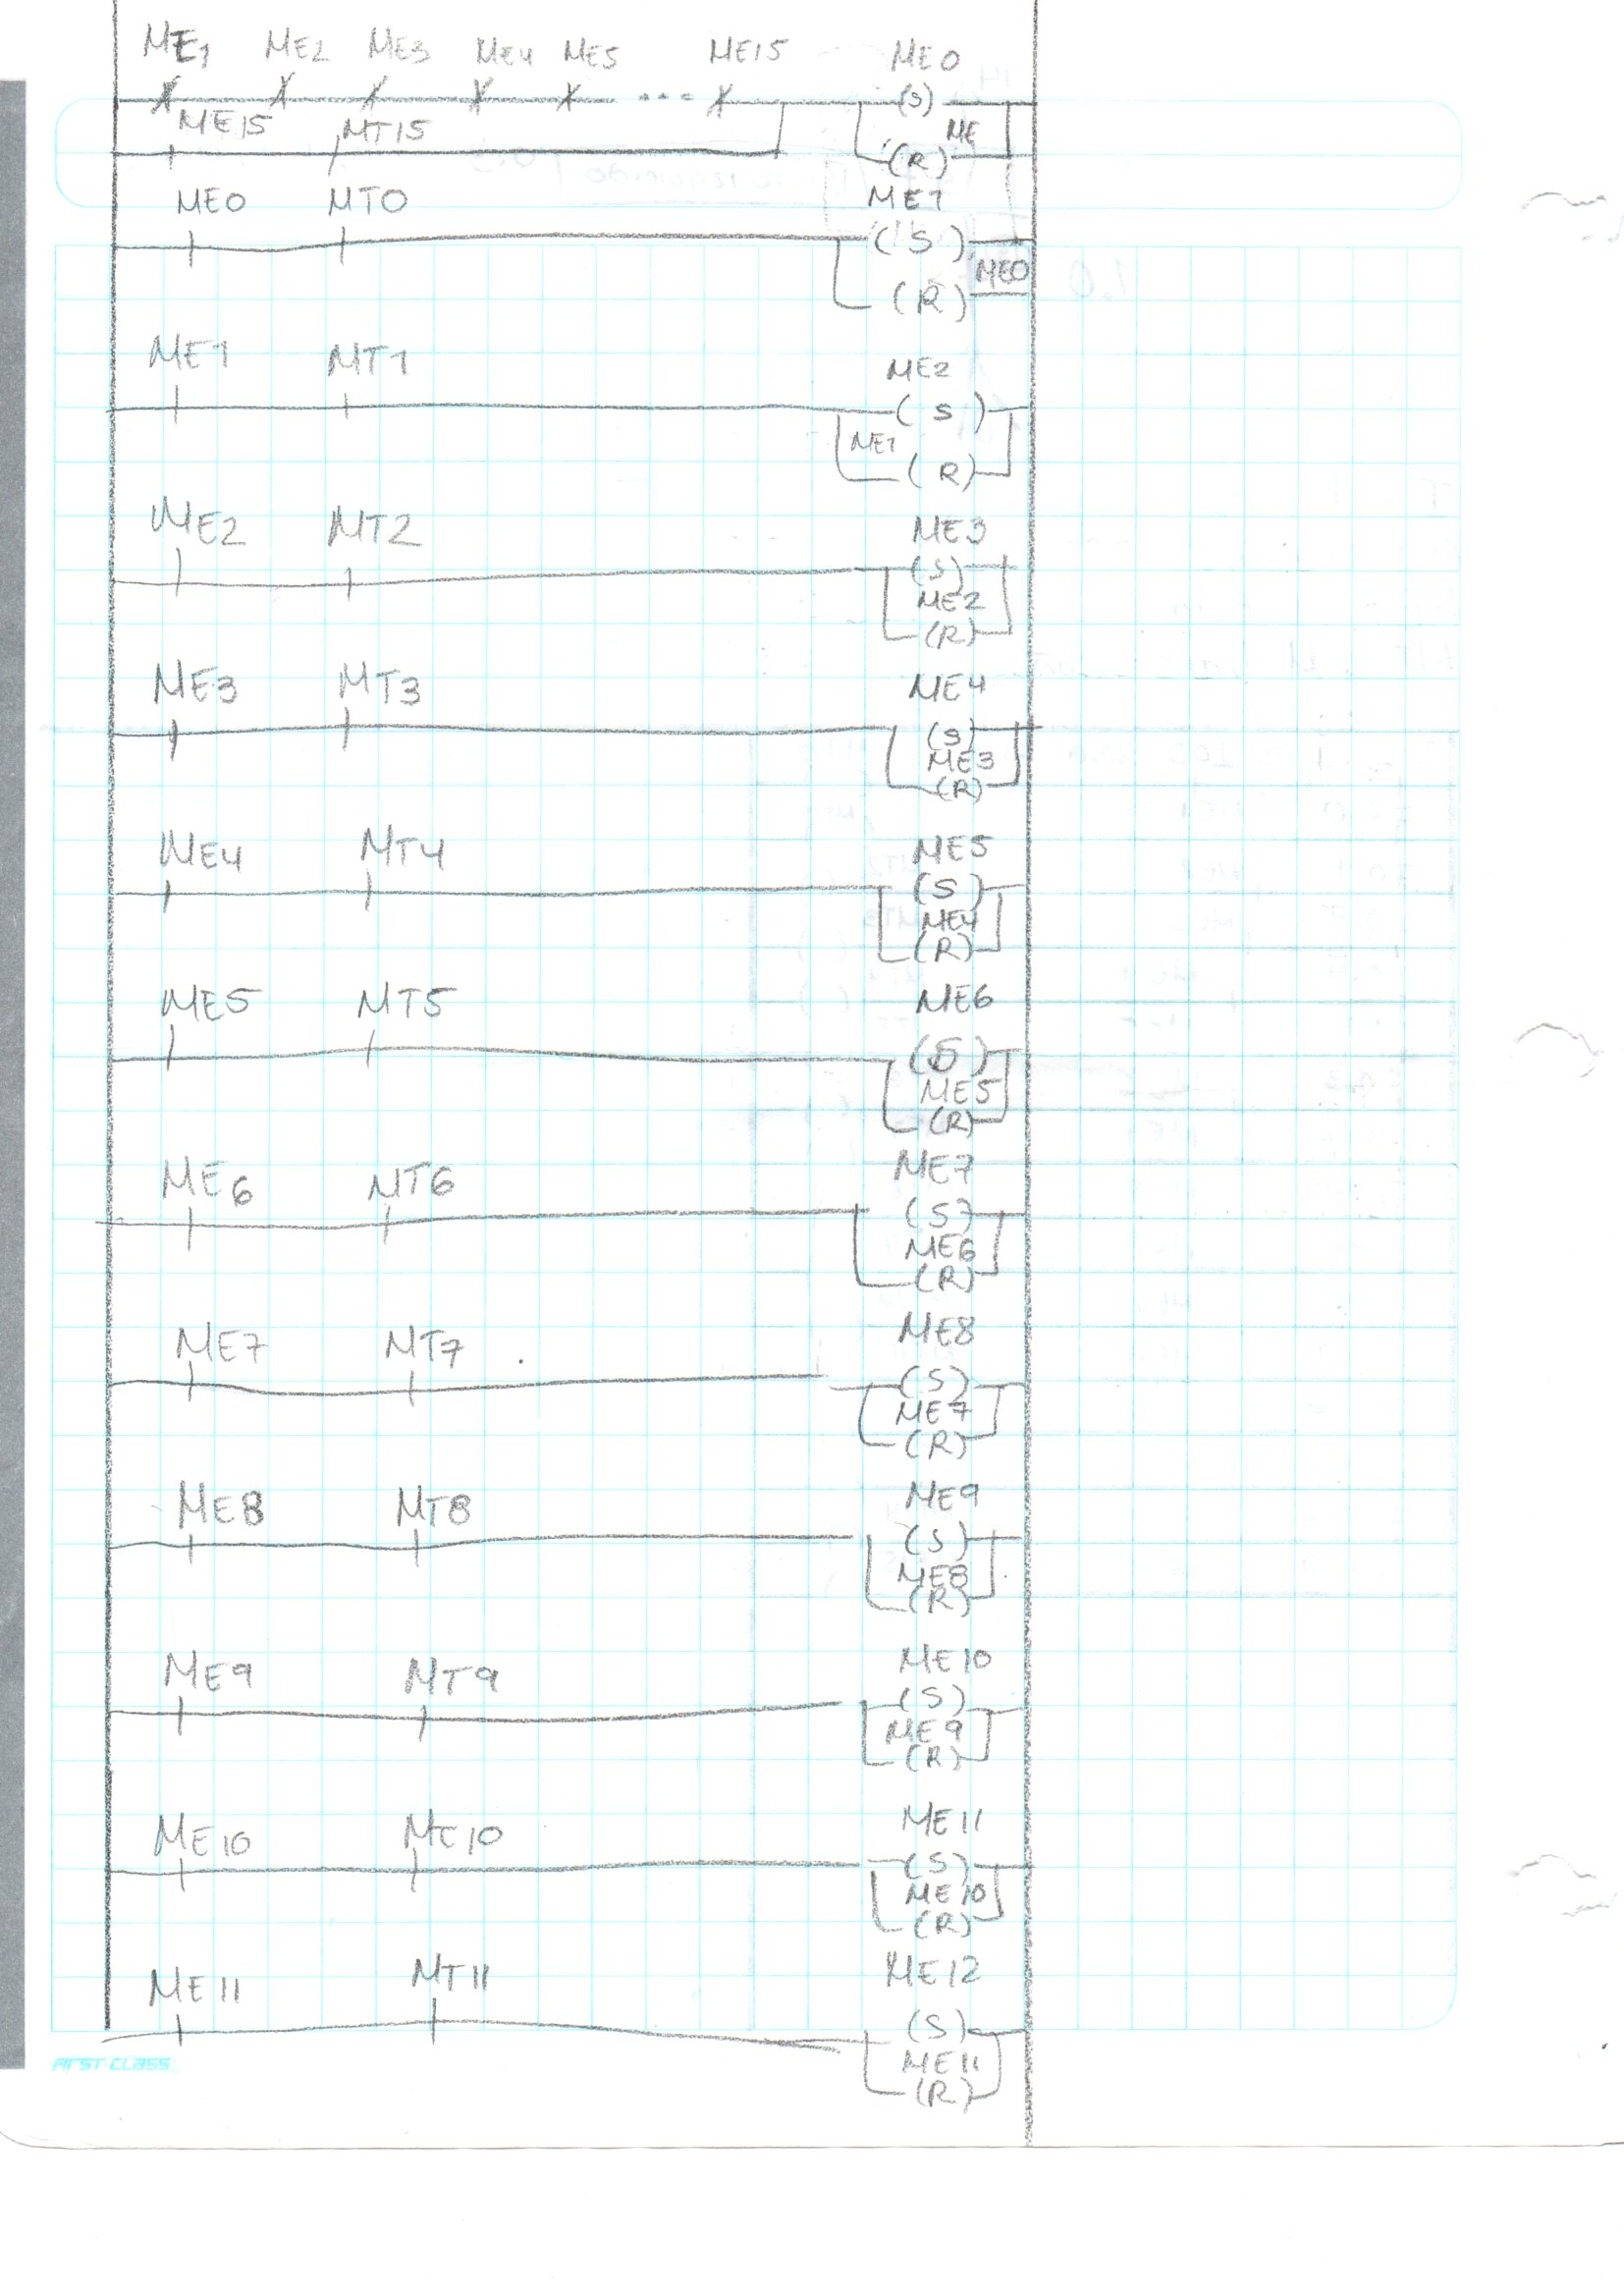 ME1 ME2 ME3 ME4 ME5 ... ME15 ME0
(S)
ME15 MT15 ME
(R)
ME0 MT0 ME1
(S)
ME0
(R)
ME1 MT1 ME2
(S)
ME1
(R)
ME2 MT2 ME3
(S)
ME2
(R)
ME3 MT3 ME4
(S)
ME3
(R)
ME4 MT4 ME5
(S)
ME4
(R)
ME5 MT5 ME6
(S)
ME5
(R)
ME6 MT6 ME7
(S)
ME6
(R)
ME7 MT7 ME8
(S)
ME7
(R)
ME8 MT8 ME9
(S)
ME8
(R)
ME9 MT9 ME10
(S)
ME9
(R)
ME10 ME10 ME11
(S)
ME10
(R)
ME11 MT11 ME12
(S)
ME11
(R)
FIRST CLASS